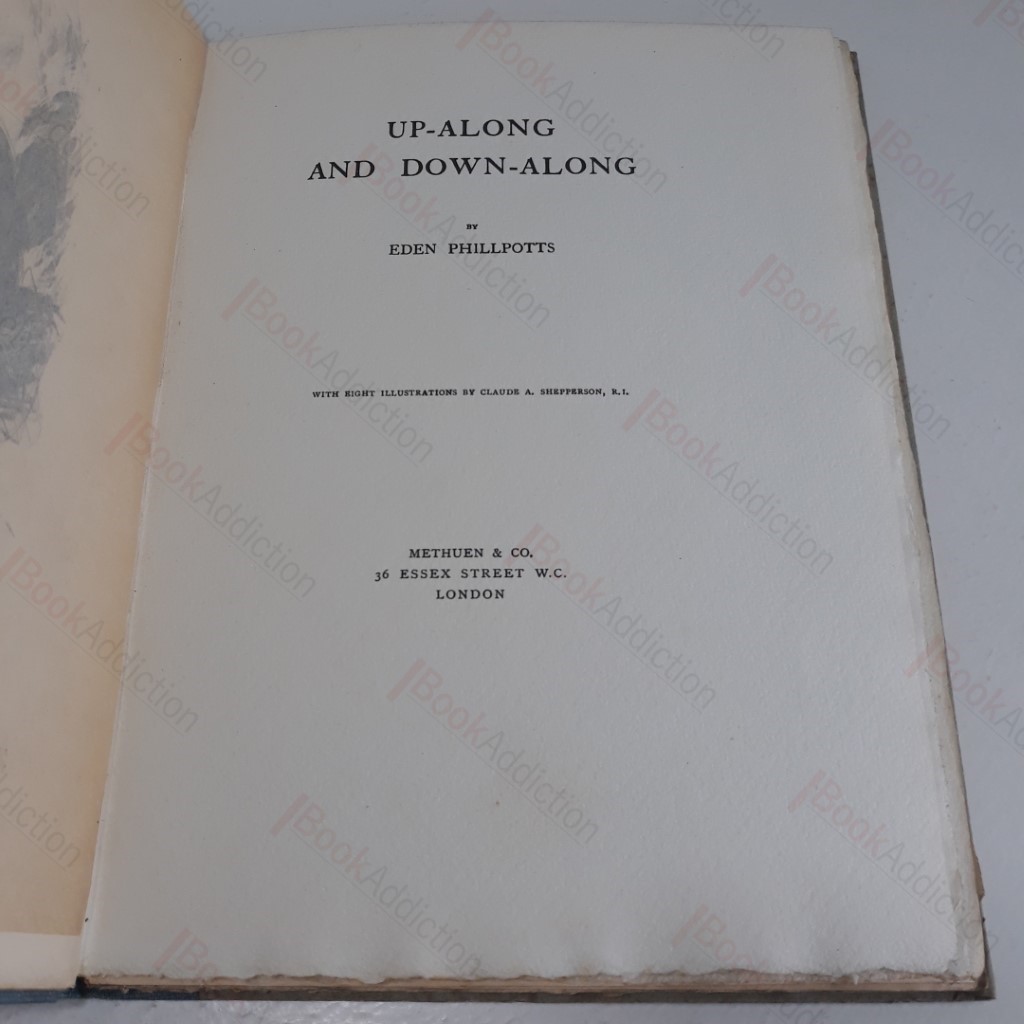 UP-ALONG
AND DOWN-ALONG
BY
EDEN PHILLPOTTS
WITH EIGHT ILLUSTRATIONS BY CLAUDE A. SHEPPERSON, R.I.
METHUEN & CO.
36 ESSEX STREET W.C.
LONDON
BookAddiction